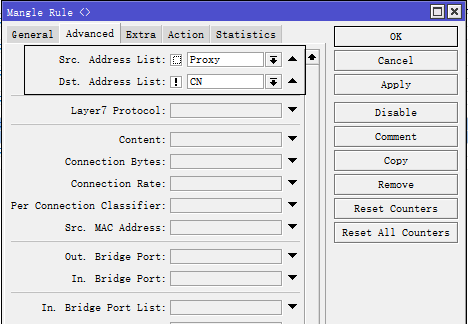 Mangle Rule <>
General Advanced Extra Action Statistics
Src. Address List: Proxy
Dst. Address List: ! CN
Layer7 Protocol:
Content:
Connection Bytes:
Connection Rate:
Per Connection Classifier:
Src. MAC Address:
Out. Bridge Port:
In. Bridge Port:
In. Bridge Port List:
OK
Cancel
Apply
Disable
Comment
Copy
Remove
Reset Counters
Reset All Counters